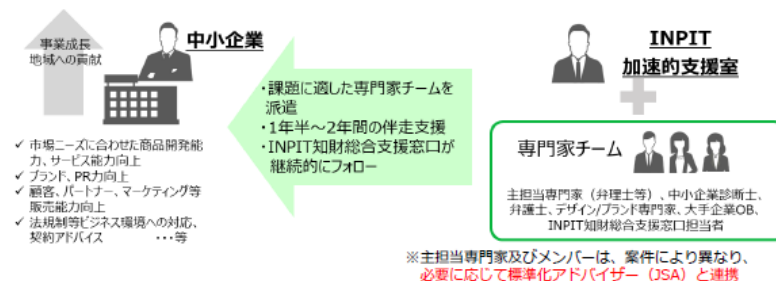 事業成長
地域への貢献
中小企業
✓ 市場ニーズに合わせた商品開発能
力、サービス能力向上
✓ ブランド、PR力向上
✓ 顧客、パートナー、マーケティング等
販売能力向上
✓ 法規制等ビジネス環境への対応、
契約アドバイス ・・・等
・課題に適した専門家チームを
派遣
・1年半～2年間の伴走支援
・INPIT知財総合支援窓口が
継続的にフォロー
INPIT
加速的支援室
専門家チーム
主担当専門家（弁理士等）、中小企業診断士、
弁護士、デザイン/ブランド専門家、大手企業OB、
INPIT知財総合支援窓口担当者
※主担当専門家及びメンバーは、案件により異なり、
必要に応じて標準化アドバイザー（JSA）と連携